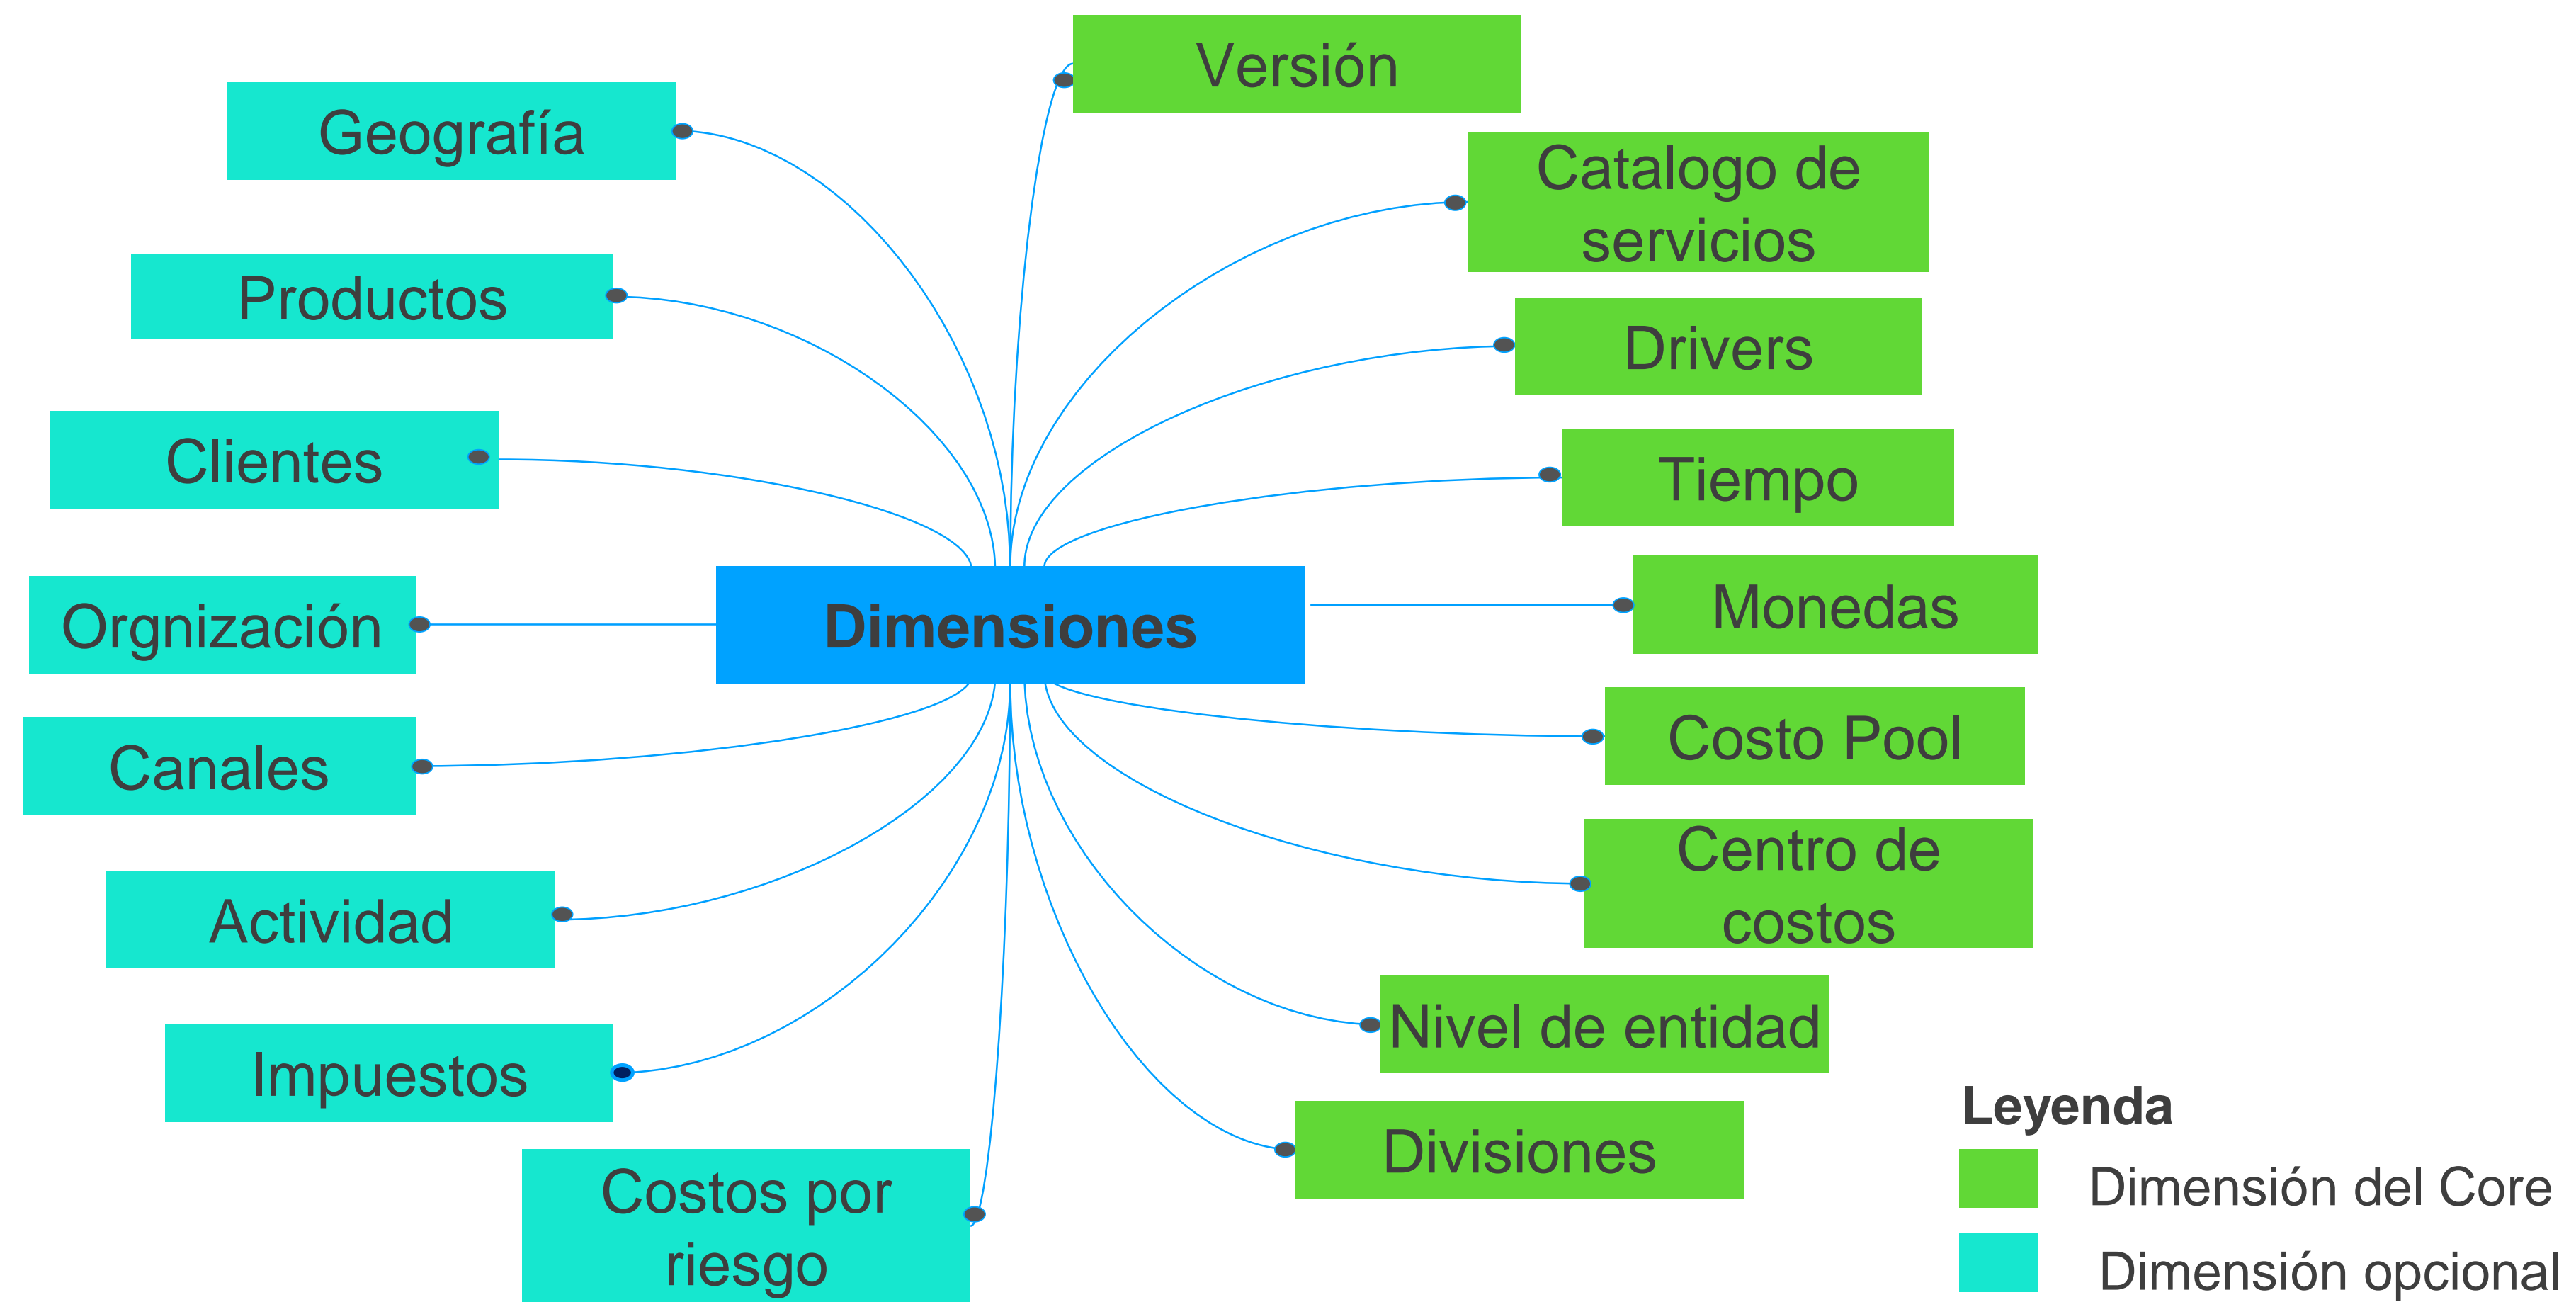 Versión
Geografía
Catalogo de
servicios
Productos
Drivers
Clientes
Tiempo
Monedas
Orgnización
Dimensiones
Costo Pool
Canales
Centro de
costos
Actividad
Nivel de entidad
Impuestos
Divisiones
Costos por
riesgo
Leyenda
Dimensión del Core
Dimensión opcional